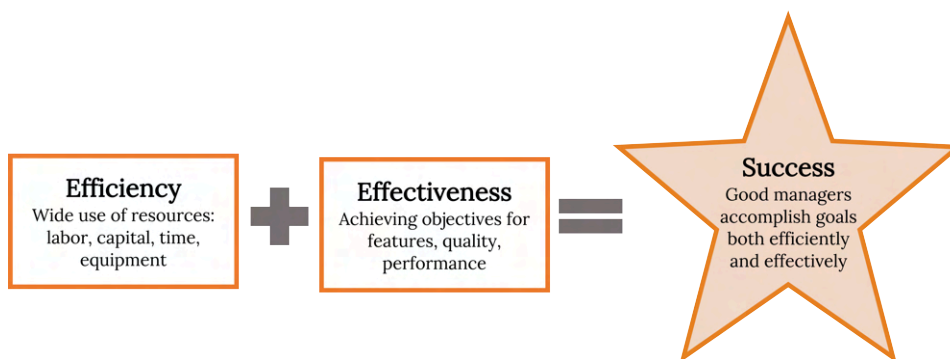 Efficiency
Wide use of resources:
labor, capital, time,
equipment
Effectiveness
Achieving objectives for
features, quality,
performance
Success
Good managers
accomplish goals
both efficiently
and effectively